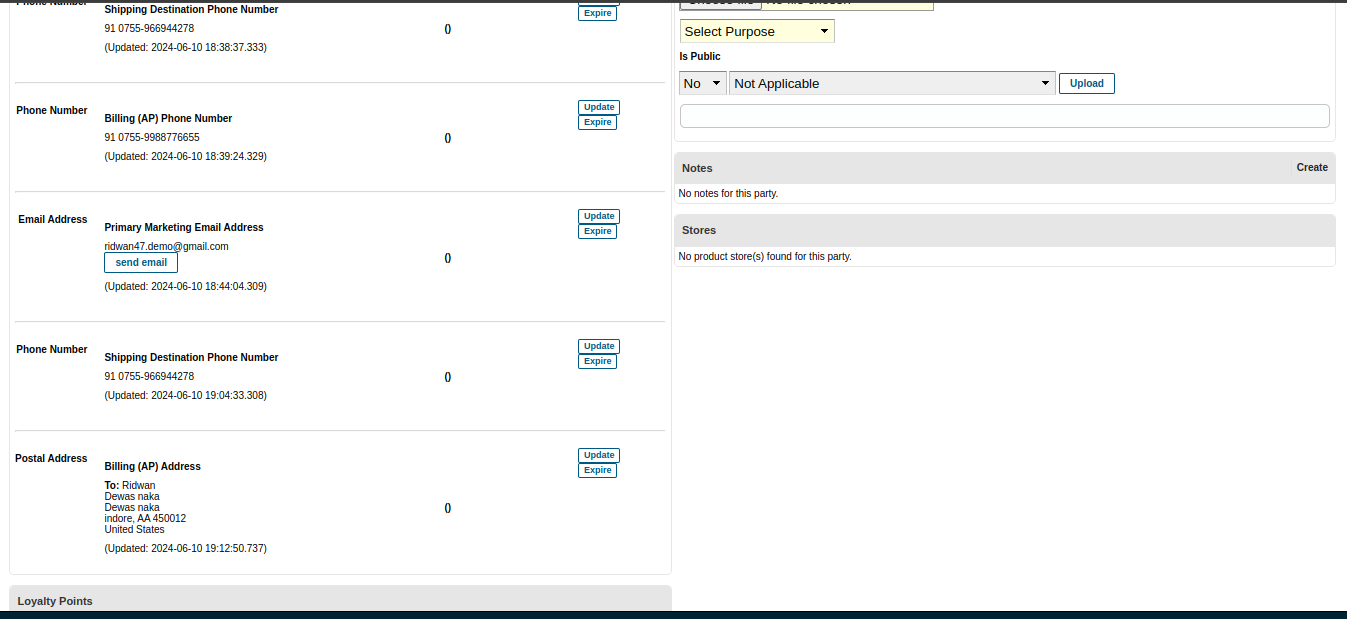 Shipping Destination Phone Number
91 0755-966944278
(Updated: 2024-06-10 18:38:37.333)
()
Expire
Phone Number
Billing (AP) Phone Number
91 0755-9988776655
(Updated: 2024-06-10 18:39:24.329)
()
Update
Expire
Email Address
Primary Marketing Email Address
ridwan47.demo@gmail.com
send email
(Updated: 2024-06-10 18:44:04.309)
()
Update
Expire
Phone Number
Shipping Destination Phone Number
91 0755-966944278
(Updated: 2024-06-10 19:04:33.308)
()
Update
Expire
Postal Address
Billing (AP) Address
To: Ridwan
Dewas naka
Dewas naka
indore, AA 450012
United States
(Updated: 2024-06-10 19:12:50.737)
()
Update
Expire
Loyalty Points
Select Purpose
Is Public
No
Not Applicable
Upload
Notes
Create
No notes for this party.
Stores
No product store(s) found for this party.